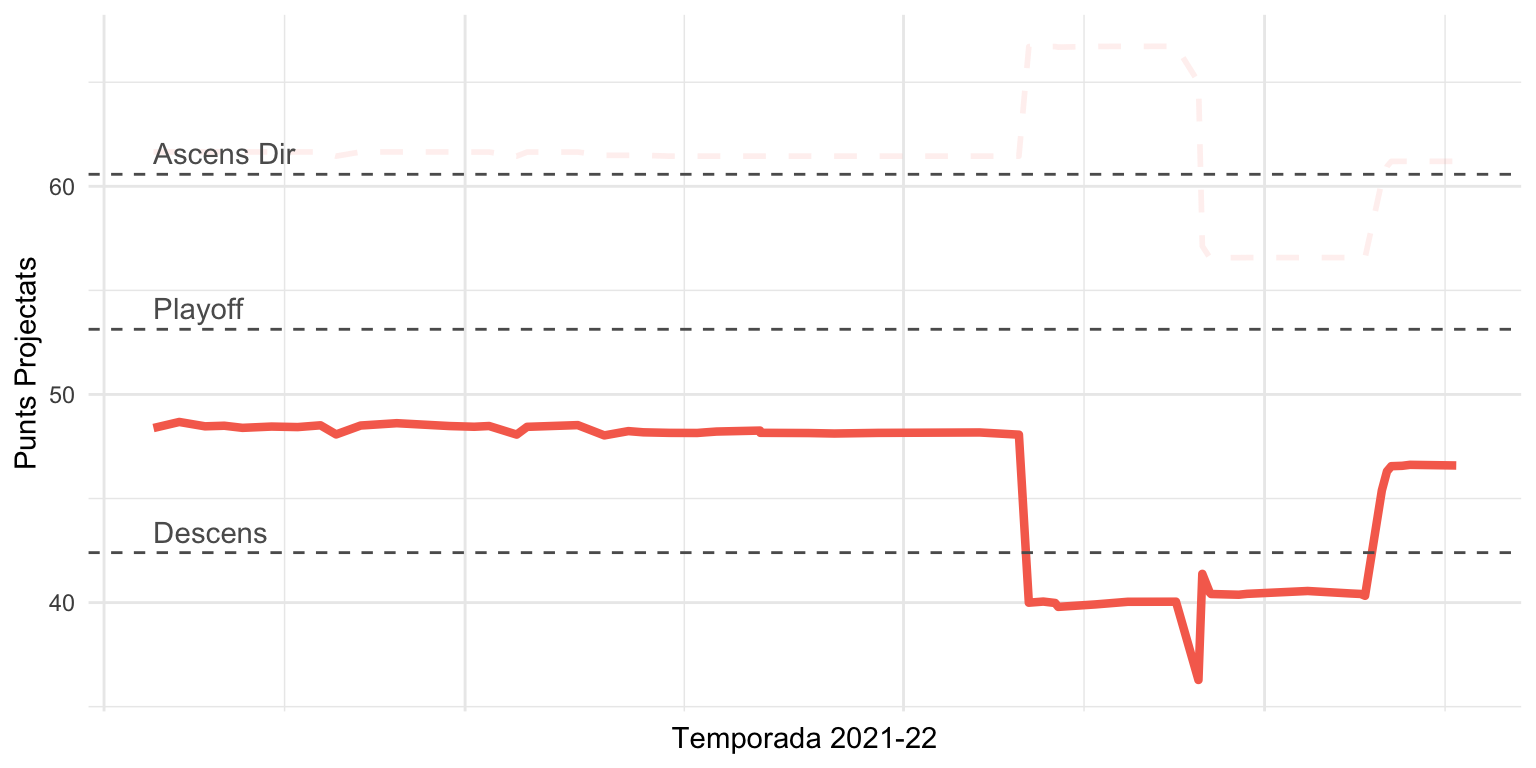 Ascens Dir
60
Playoff
50
Descens
40
Punts Projectats
Temporada 2021-22